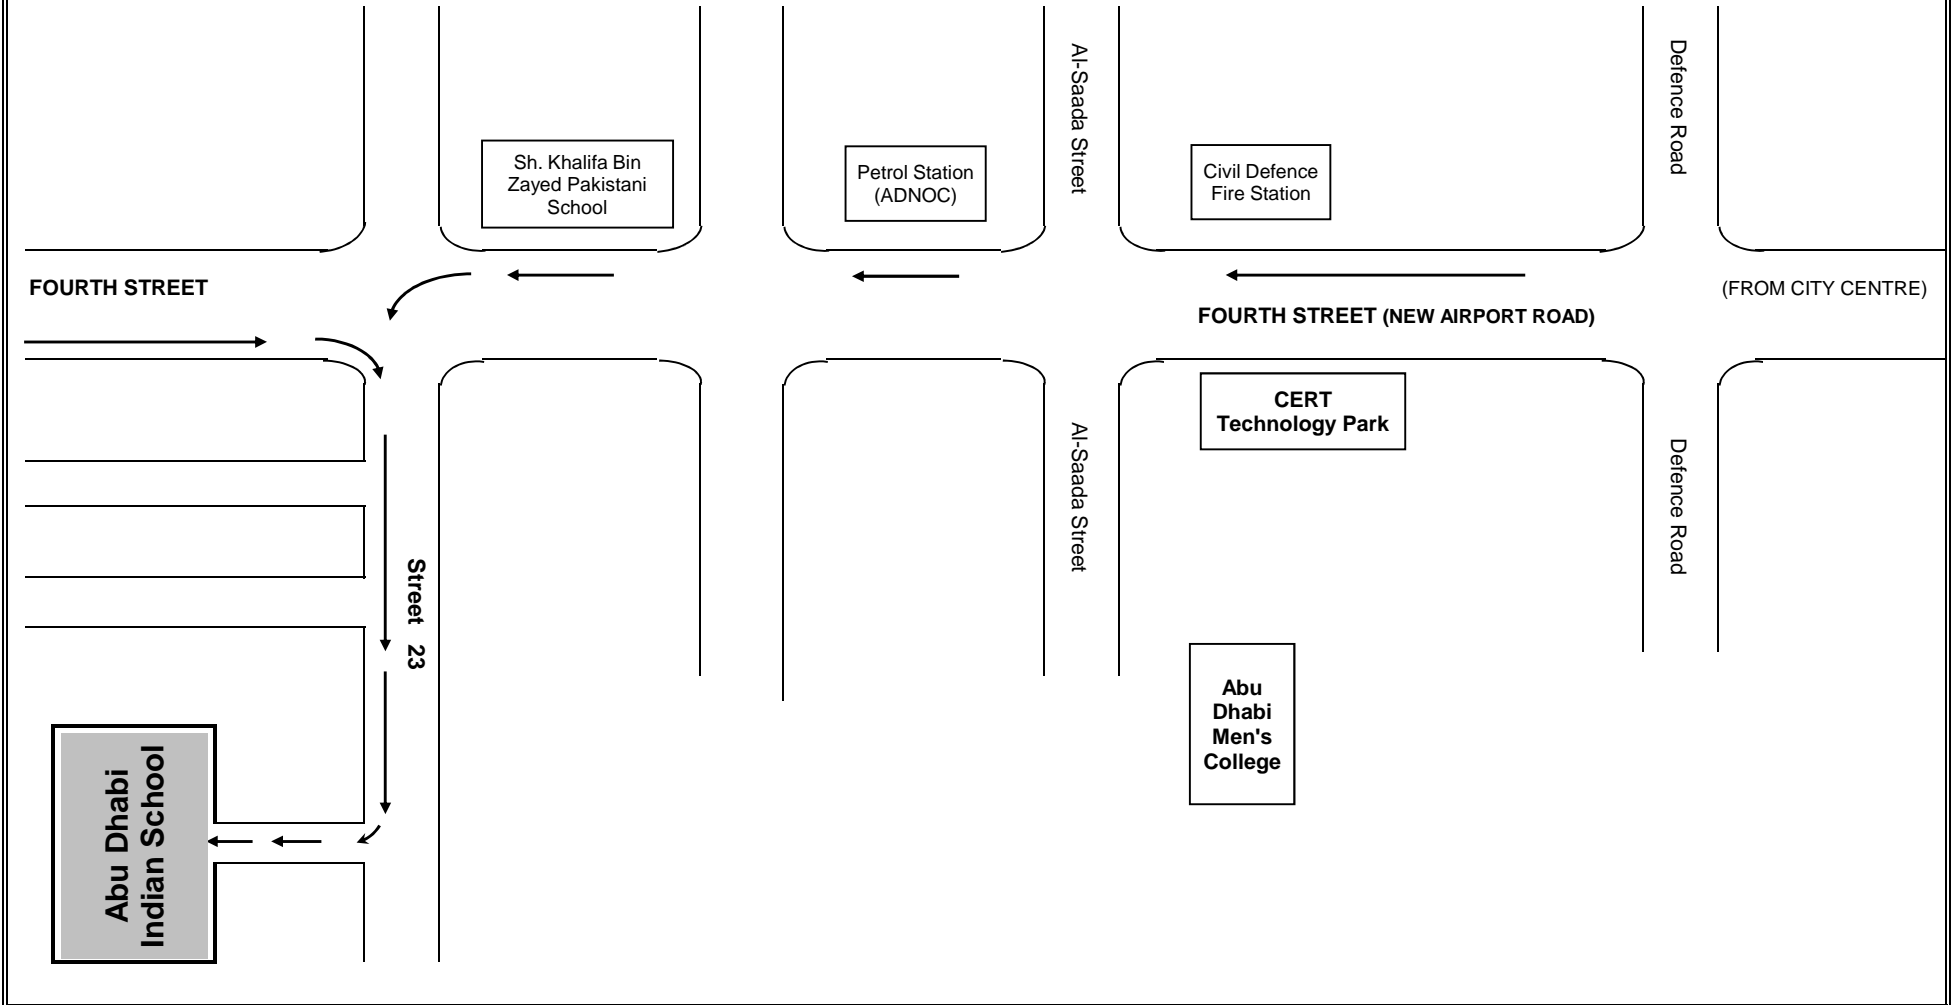 Al-Saada Street
Defence Road
Sh. Khalifa Bin
Zayed Pakistani
School
Petrol Station
(ADNOC)
Civil Defence
Fire Station
FOURTH STREET
(FROM CITY CENTRE)
FOURTH STREET (NEW AIRPORT ROAD)
CERT
Technology Park
Al-Saada Street
Defence Road
Street 23
Abu
Dhabi
Men's
College
Abu Dhabi
Indian School